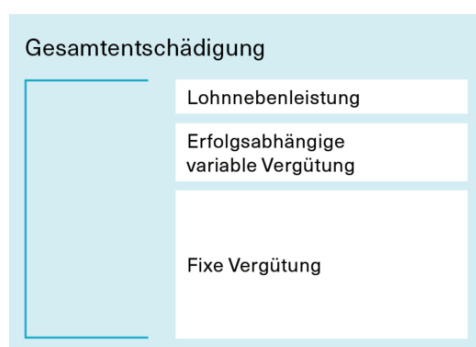 Gesamtentschädigung
Lohnnebenleistung
Erfolgsabhängige
variable Vergütung
Fixe Vergütung